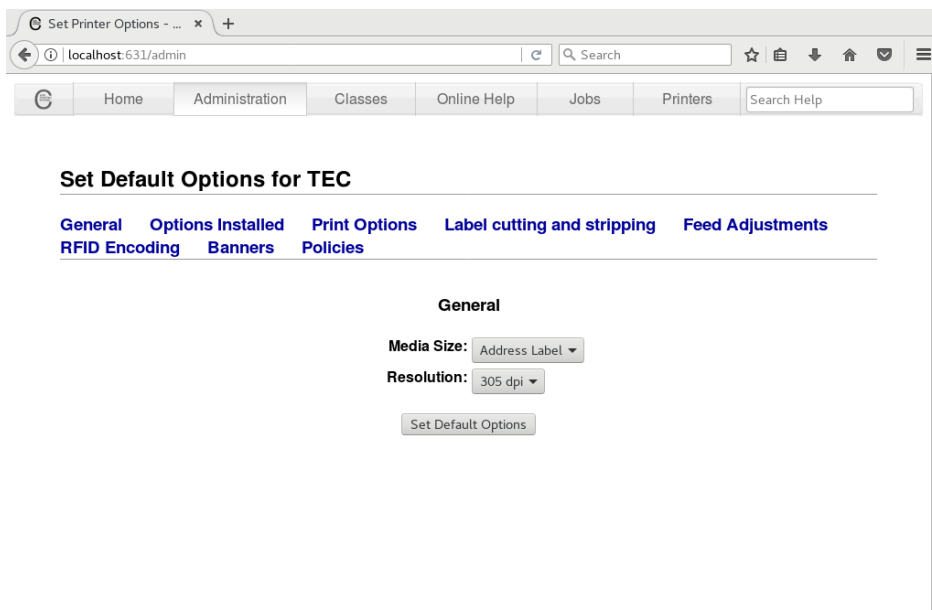 Set Printer Options - ...
localhost:631/admin
Search
Home Administration Classes Online Help Jobs Printers Search Help
Set Default Options for TEC
General Options Installed Print Options Label cutting and stripping Feed Adjustments
RFID Encoding Banners Policies
General
Media Size: Address Label
Resolution: 305 dpi
Set Default Options